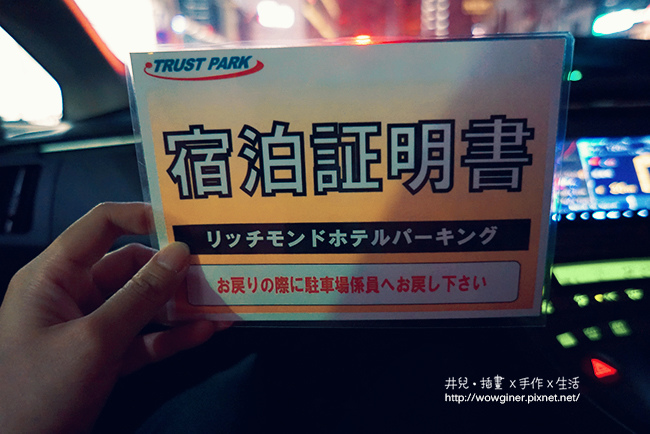 TRUST PARK
宿泊証明書
リッチモンドホテルパーキング
お戻りの際に駐車場係員へお戻し下さい
井兒・插畫 x 手作 x 生活
http://wowginer.pixnet.net/